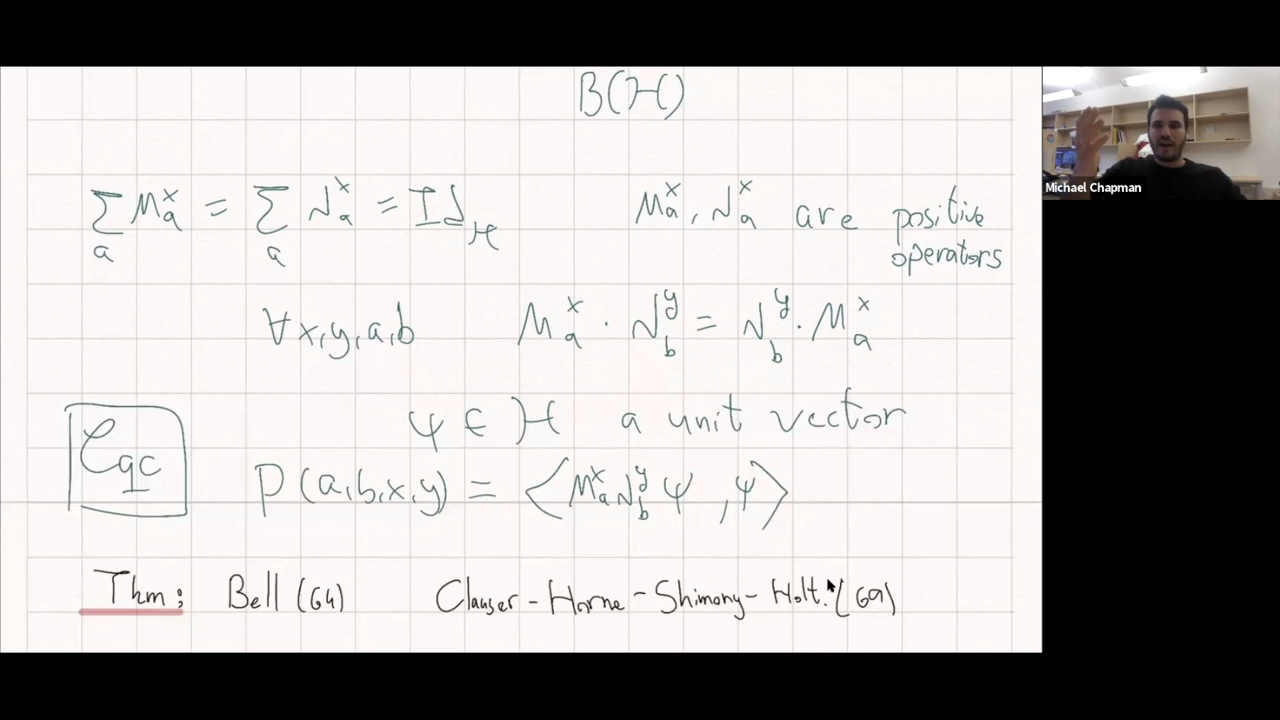 B(H)
∑_a M_a^x = ∑_a N_a^x = Id_H   M_a^x, N_a^x are positive operators
∀x,y,a,b   M_a^x · N_b^y = N_b^y · M_a^x
ψ ∈ H a unit vector
C_qc   P(a,b,x,y) = ⟨M_a^x N_b^y ψ, ψ⟩
Thm: Bell (64)   Clauser-Horne-Shimony-Holt. (69)
Michael Chapman